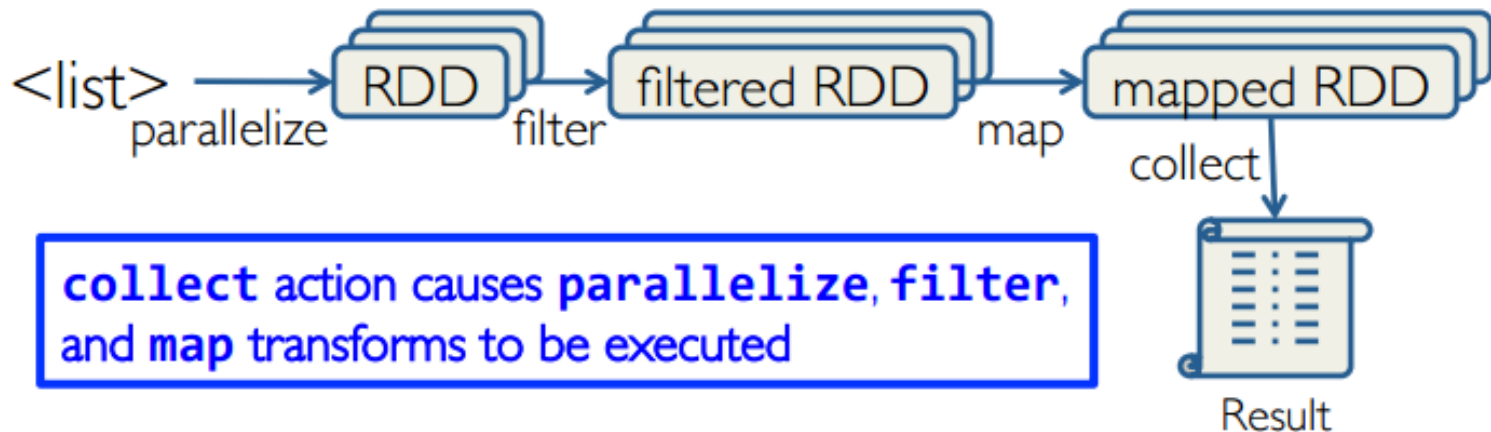 <list> RDD filtered RDD mapped RDD
parallelize filter map
collect
collect action causes parallelize, filter,
and map transforms to be executed
Result